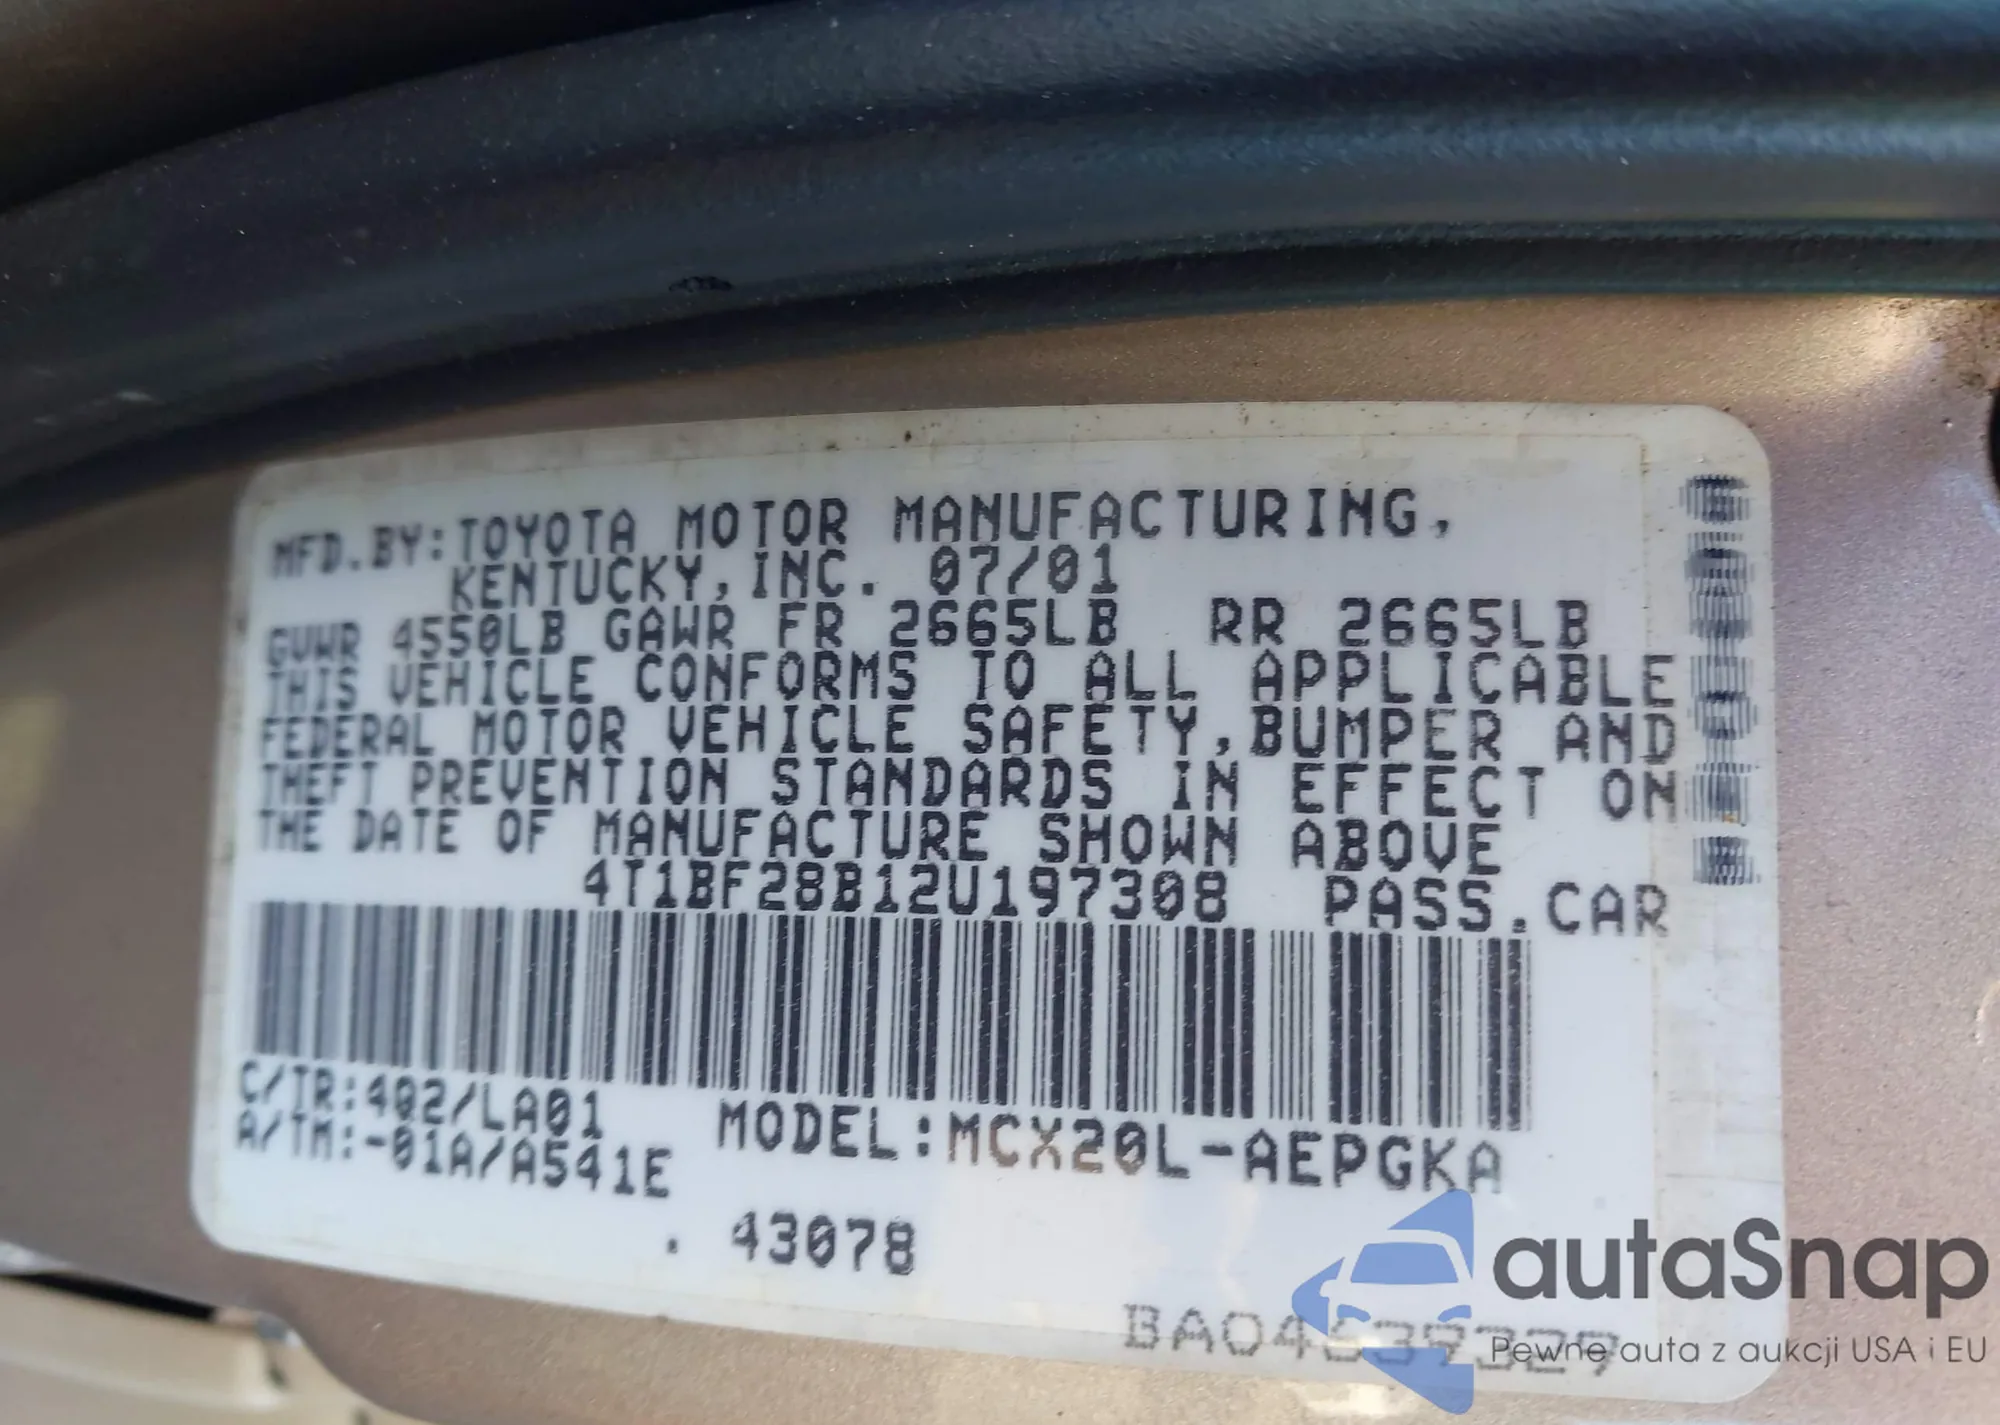 MFD.BY:TOYOTA MOTOR MANUFACTURING,
KENTUCKY,INC. 07/01
GVWR 4550LB GAWR FR 2665LB RR 2665LB
THIS VEHICLE CONFORMS TO ALL APPLICABLE
FEDERAL MOTOR VEHICLE SAFETY,BUMPER AND
THEFT PREVENTION STANDARDS IN EFFECT ON
THE DATE OF MANUFACTURE SHOWN ABOVE
4T1BF28B12U197308 PASS.CAR
C/TR:402/LA01
A/TM:-01A/A541E
MODEL:MCX20L-AEPGKA
. 43078
BA04639329
autaSnap
Pewne auta z aukcji USA i EU